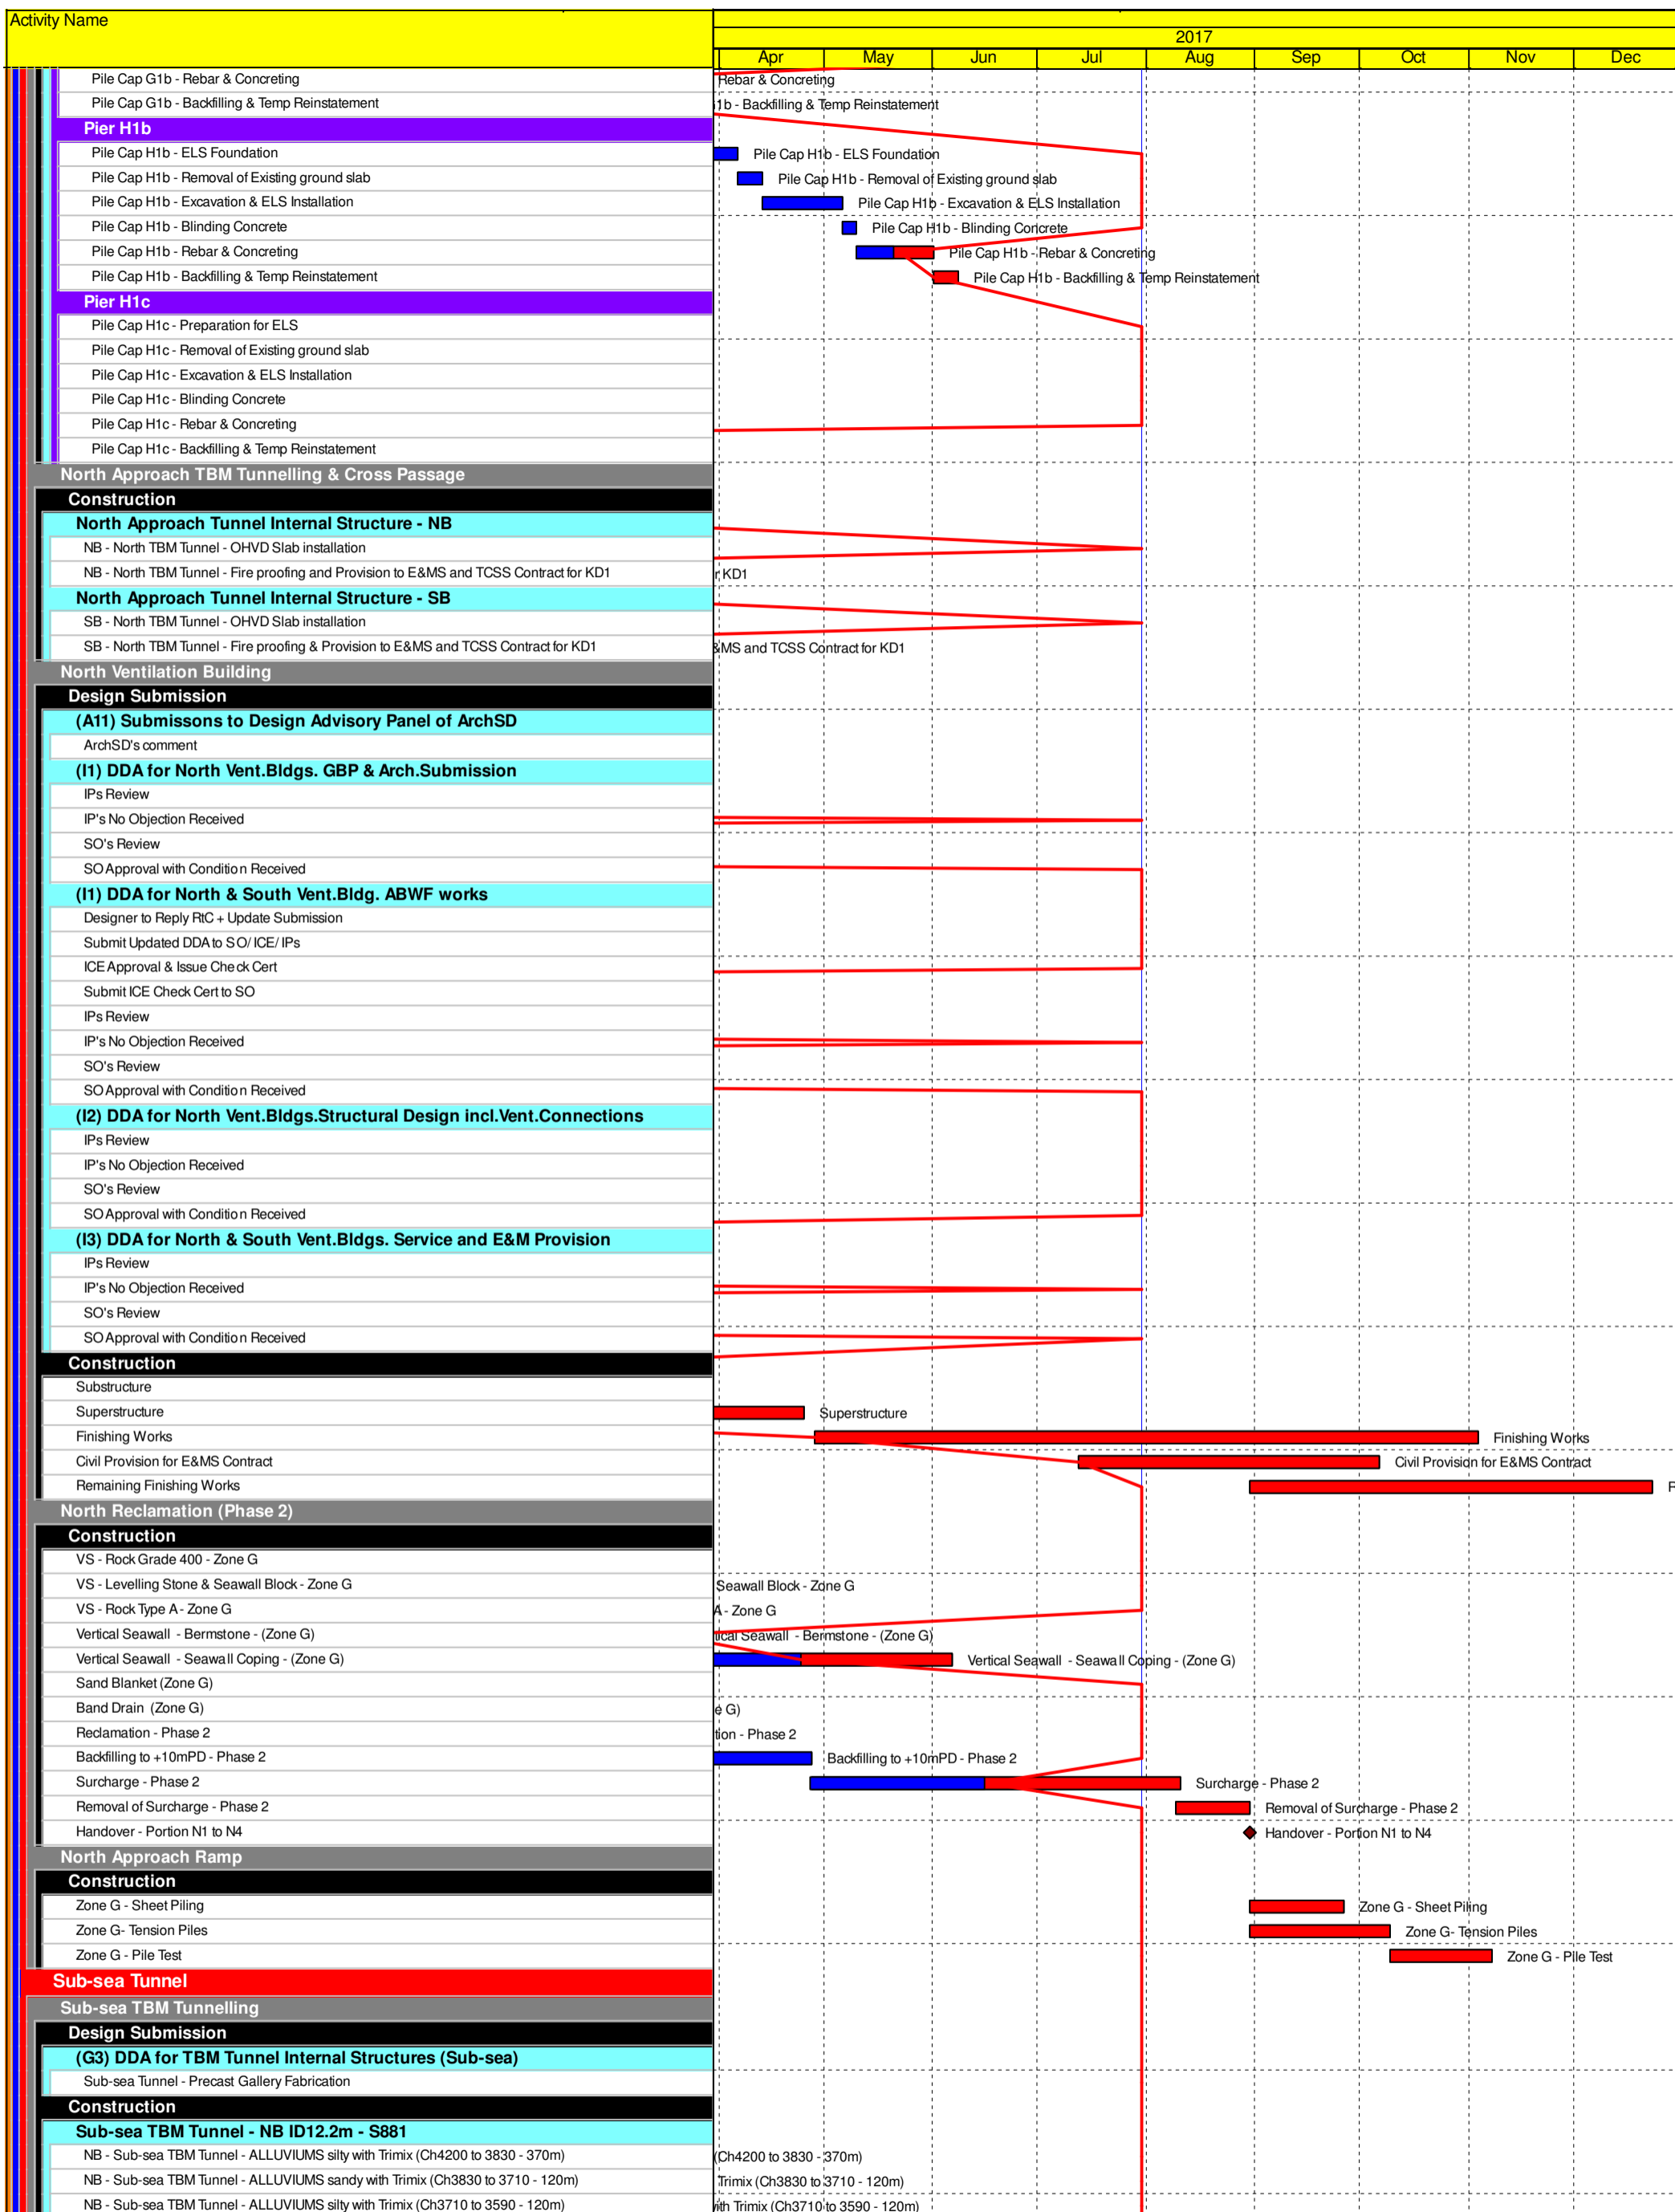 Activity Name
2017
Apr May Jun Jul Aug Sep Oct Nov Dec
Pile Cap G1b - Rebar & Concreting Rebar & Concreting
Pile Cap G1b - Backfilling & Temp Reinstatement 1b - Backfilling & Temp Reinstatement
Pier H1b
Pile Cap H1b - ELS Foundation Pile Cap H1b - ELS Foundation
Pile Cap H1b - Removal of Existing ground slab Pile Cap H1b - Removal of Existing ground slab
Pile Cap H1b - Excavation & ELS Installation Pile Cap H1b - Excavation & ELS Installation
Pile Cap H1b - Blinding Concrete Pile Cap H1b - Blinding Concrete
Pile Cap H1b - Rebar & Concreting Pile Cap H1b - Rebar & Concreting
Pile Cap H1b - Backfilling & Temp Reinstatement Pile Cap H1b - Backfilling & Temp Reinstatement
Pier H1c
Pile Cap H1c - Preparation for ELS
Pile Cap H1c - Removal of Existing ground slab
Pile Cap H1c - Excavation & ELS Installation
Pile Cap H1c - Blinding Concrete
Pile Cap H1c - Rebar & Concreting
Pile Cap H1c - Backfilling & Temp Reinstatement
North Approach TBM Tunnelling & Cross Passage
Construction
North Approach Tunnel Internal Structure - NB
NB - North TBM Tunnel - OHVD Slab installation
NB - North TBM Tunnel - Fire proofing and Provision to E&MS and TCSS Contract for KD1 r KD1
North Approach Tunnel Internal Structure - SB
SB - North TBM Tunnel - OHVD Slab installation
SB - North TBM Tunnel - Fire proofing & Provision to E&MS and TCSS Contract for KD1 &MS and TCSS Contract for KD1
North Ventilation Building
Design Submission
(A11) Submissons to Design Advisory Panel of ArchSD
ArchSD's comment
(I1) DDA for North Vent.Bldgs. GBP & Arch.Submission
IPs Review
IP's No Objection Received
SO's Review
SO Approval with Condition Received
(I1) DDA for North & South Vent.Bldg. ABWF works
Designer to Reply RtC + Update Submission
Submit Updated DDA to SO/ ICE/ IPs
ICE Approval & Issue Check Cert
Submit ICE Check Cert to SO
IPs Review
IP's No Objection Received
SO's Review
SO Approval with Condition Received
(I2) DDA for North Vent.Bldgs.Structural Design incl.Vent.Connections
IPs Review
IP's No Objection Received
SO's Review
SO Approval with Condition Received
(I3) DDA for North & South Vent.Bldgs. Service and E&M Provision
IPs Review
IP's No Objection Received
SO's Review
SO Approval with Condition Received
Construction
Substructure
Superstructure Superstructure
Finishing Works Finishing Works
Civil Provision for E&MS Contract Civil Provision for E&MS Contract
Remaining Finishing Works
North Reclamation (Phase 2)
Construction
VS - Rock Grade 400 - Zone G
VS - Levelling Stone & Seawall Block - Zone G Seawall Block - Zone G
VS - Rock Type A - Zone G A - Zone G
Vertical Seawall - Bermstone - (Zone G) tical Seawall - Bermstone - (Zone G)
Vertical Seawall - Seawall Coping - (Zone G) Vertical Seawall - Seawall Coping - (Zone G)
Sand Blanket (Zone G)
Band Drain (Zone G) e G)
Reclamation - Phase 2 tion - Phase 2
Backfilling to +10mPD - Phase 2 Backfilling to +10mPD - Phase 2
Surcharge - Phase 2 Surcharge - Phase 2
Removal of Surcharge - Phase 2 Removal of Surcharge - Phase 2
Handover - Portion N1 to N4 Handover - Portion N1 to N4
North Approach Ramp
Construction
Zone G - Sheet Piling Zone G - Sheet Piling
Zone G- Tension Piles Zone G- Tension Piles
Zone G - Pile Test Zone G - Pile Test
Sub-sea Tunnel
Sub-sea TBM Tunnelling
Design Submission
(G3) DDA for TBM Tunnel Internal Structures (Sub-sea)
Sub-sea Tunnel - Precast Gallery Fabrication
Construction
Sub-sea TBM Tunnel - NB ID12.2m - S881
NB - Sub-sea TBM Tunnel - ALLUVIUMS silty with Trimix (Ch4200 to 3830 - 370m) (Ch4200 to 3830 - 370m)
NB - Sub-sea TBM Tunnel - ALLUVIUMS sandy with Trimix (Ch3830 to 3710 - 120m) Trimix (Ch3830 to 3710 - 120m)
NB - Sub-sea TBM Tunnel - ALLUVIUMS silty with Trimix (Ch3710 to 3590 - 120m) ith Trimix (Ch3710 to 3590 - 120m)